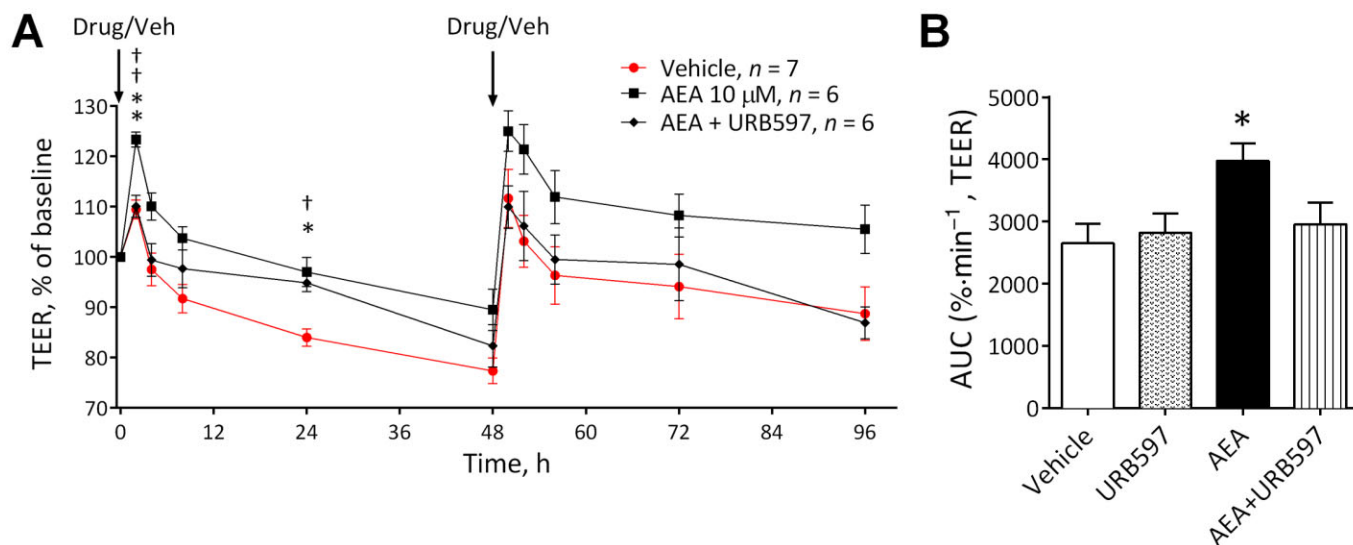 A
Drug/Veh
Drug/Veh
††**
Vehicle, n = 7
AEA 10 μM, n = 6
AEA + URB597, n = 6
†*
TEER, % of baseline
130
120
110
100
90
80
70
0 12 24 36 48 60 72 84 96
Time, h
B
*
AUC (%·min⁻¹ , TEER)
5000
4000
3000
2000
1000
0
Vehicle
URB597
AEA
AEA+URB597